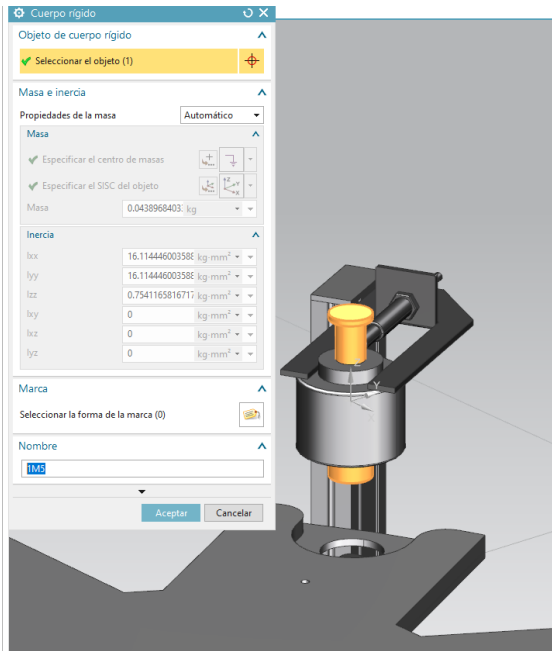 Cuerpo rígido
Objeto de cuerpo rígido
Seleccionar el objeto (1)
Masa e inercia
Propiedades de la masa Automático
Masa
Especificar el centro de masas
Especificar el SISC del objeto
Masa 0.0438968403. kg
Inercia
Ixx 16.114446003588 kg·mm²
Iyy 16.114446003588 kg·mm²
Izz 0.7541165816717 kg·mm²
Ixy 0 kg·mm²
Ixz 0 kg·mm²
Iyz 0 kg·mm²
Marca
Seleccionar la forma de la marca (0)
Nombre
1M5
Aceptar Cancelar